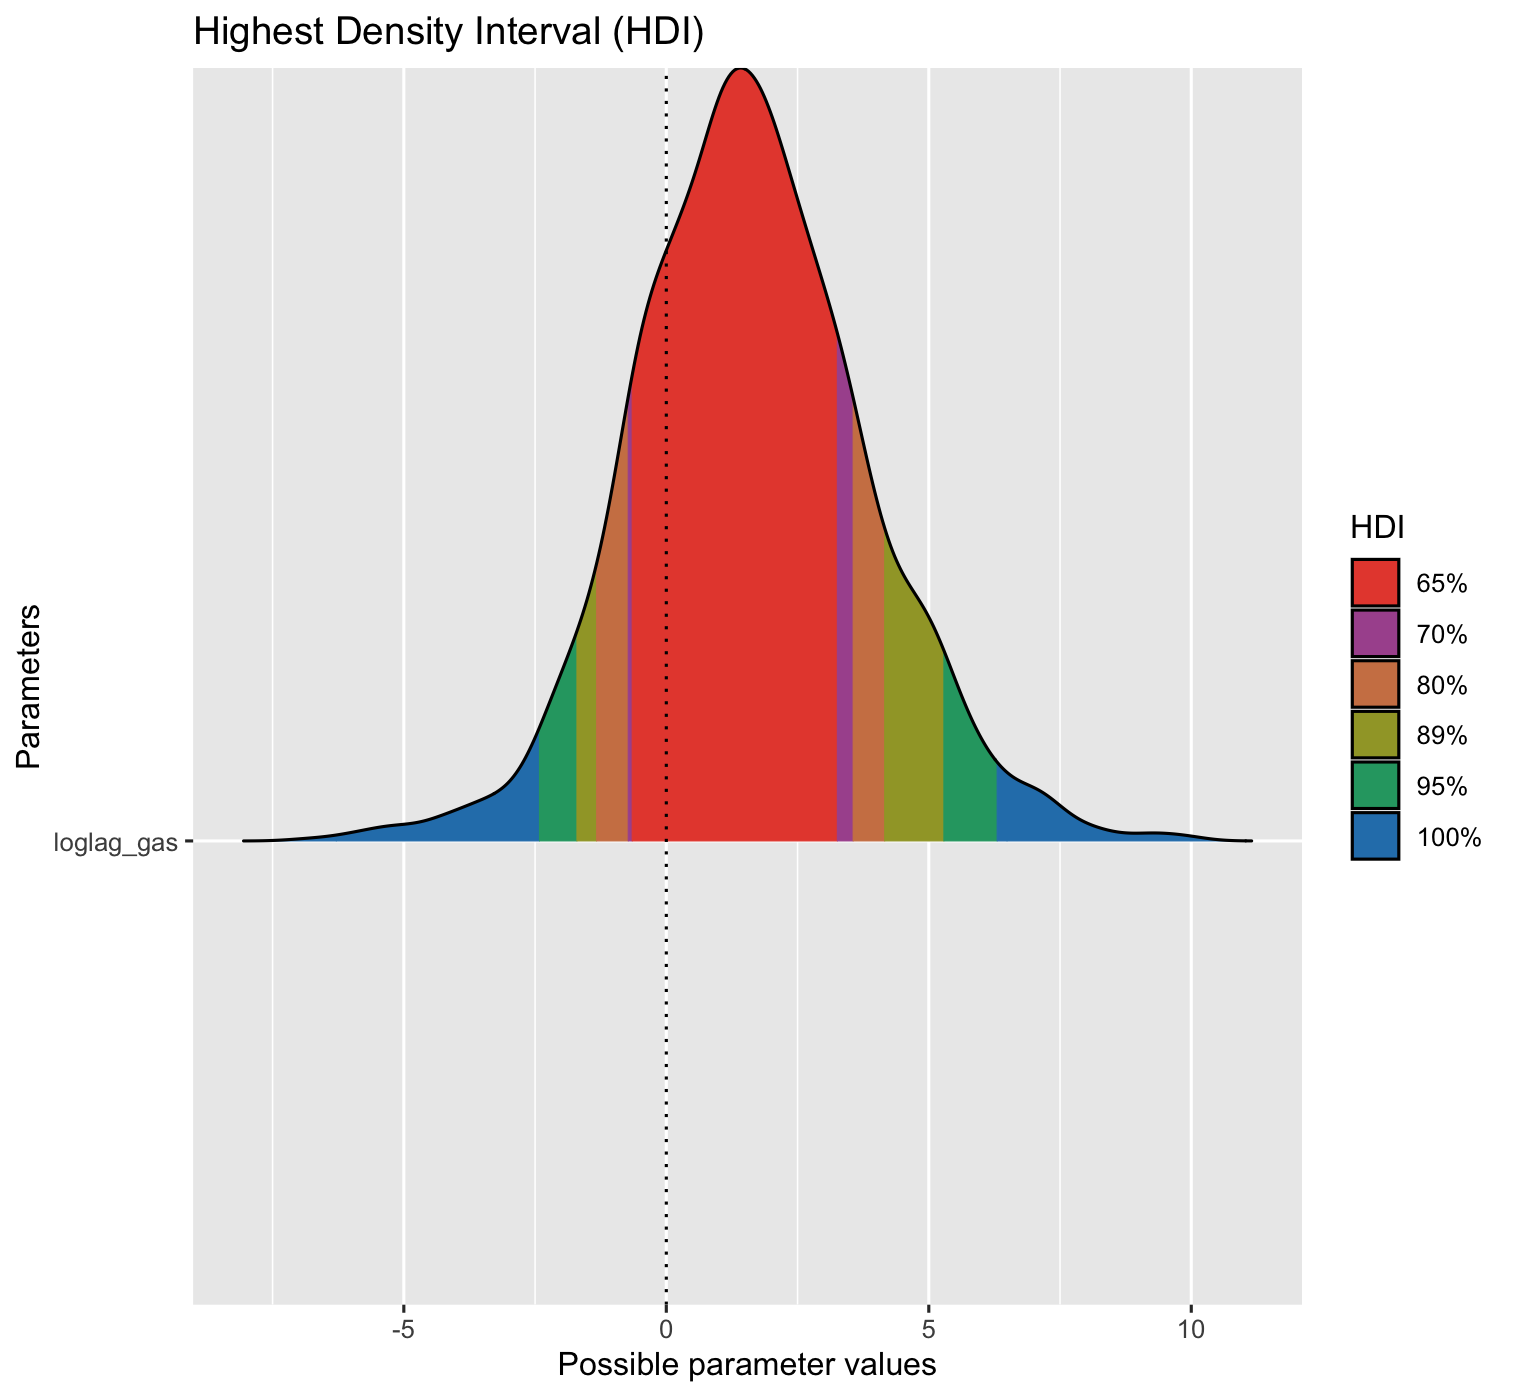 Highest Density Interval (HDI)
Parameters
loglag_gas
-5
0
5
10
Possible parameter values
HDI
65%
70%
80%
89%
95%
100%